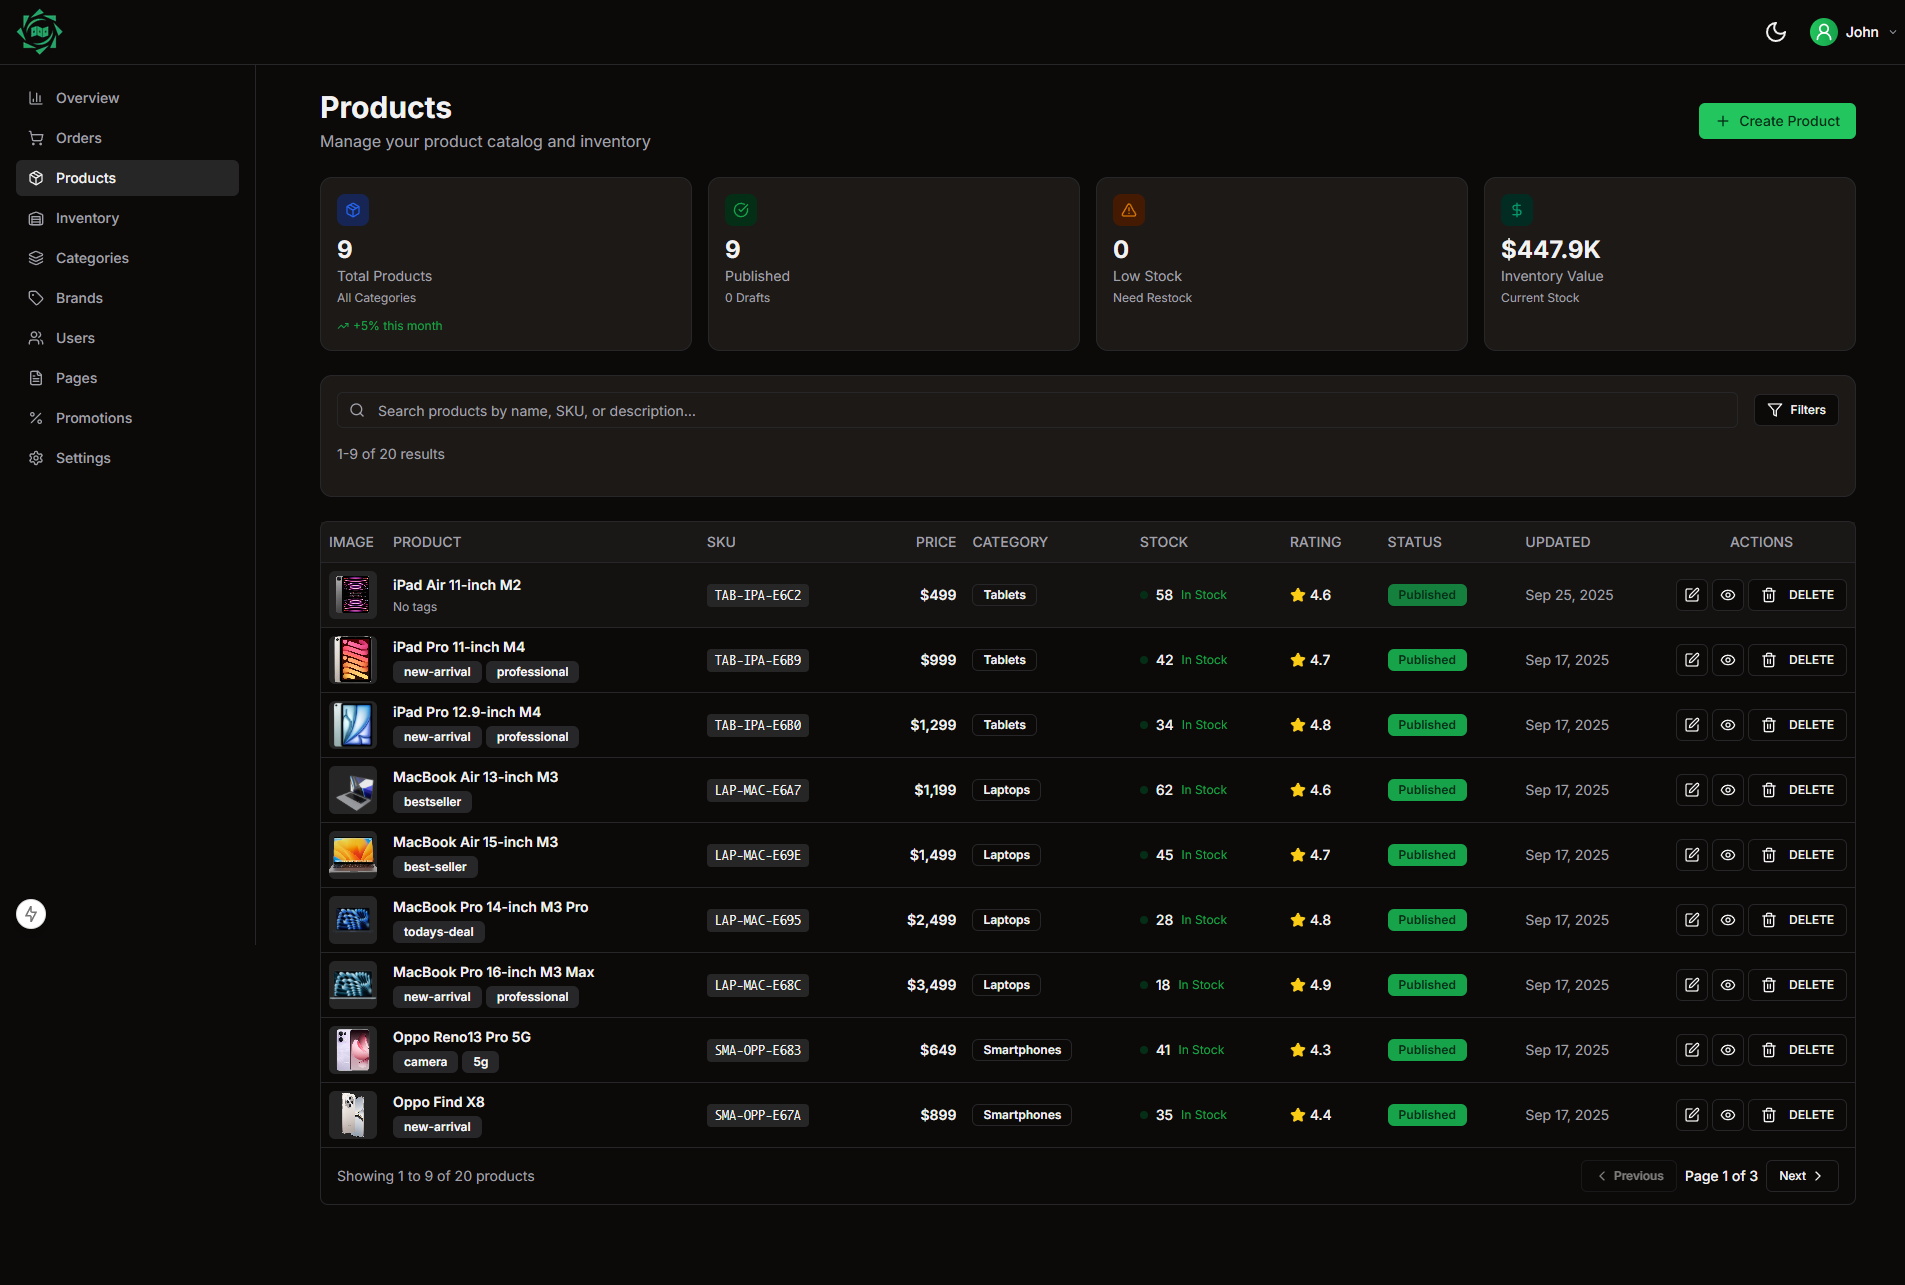 John
Overview
Orders
Products
Inventory
Categories
Brands
Users
Pages
Promotions
Settings
Products
Manage your product catalog and inventory
Create Product
9
Total Products
All Categories
+5% this month
9
Published
0 Drafts
0
Low Stock
Need Restock
$447.9K
Inventory Value
Current Stock
Search products by name, SKU, or description...
Filters
1-9 of 20 results
IMAGE PRODUCT SKU PRICE CATEGORY STOCK RATING STATUS UPDATED ACTIONS
iPad Air 11-inch M2
No tags
TAB-IPA-E6C2 $499 Tablets 58 In Stock 4.6 Published Sep 25, 2025 DELETE
iPad Pro 11-inch M4
new-arrival professional
TAB-IPA-E6B9 $999 Tablets 42 In Stock 4.7 Published Sep 17, 2025 DELETE
iPad Pro 12.9-inch M4
new-arrival professional
TAB-IPA-E6B0 $1,299 Tablets 34 In Stock 4.8 Published Sep 17, 2025 DELETE
MacBook Air 13-inch M3
bestseller
LAP-MAC-E6A7 $1,199 Laptops 62 In Stock 4.6 Published Sep 17, 2025 DELETE
MacBook Air 15-inch M3
best-seller
LAP-MAC-E69E $1,499 Laptops 45 In Stock 4.7 Published Sep 17, 2025 DELETE
MacBook Pro 14-inch M3 Pro
todays-deal
LAP-MAC-E695 $2,499 Laptops 28 In Stock 4.8 Published Sep 17, 2025 DELETE
MacBook Pro 16-inch M3 Max
new-arrival professional
LAP-MAC-E68C $3,499 Laptops 18 In Stock 4.9 Published Sep 17, 2025 DELETE
Oppo Reno13 Pro 5G
camera 5g
SMA-OPP-E683 $649 Smartphones 41 In Stock 4.3 Published Sep 17, 2025 DELETE
Oppo Find X8
new-arrival
SMA-OPP-E67A $899 Smartphones 35 In Stock 4.4 Published Sep 17, 2025 DELETE
Showing 1 to 9 of 20 products
Previous Page 1 of 3 Next